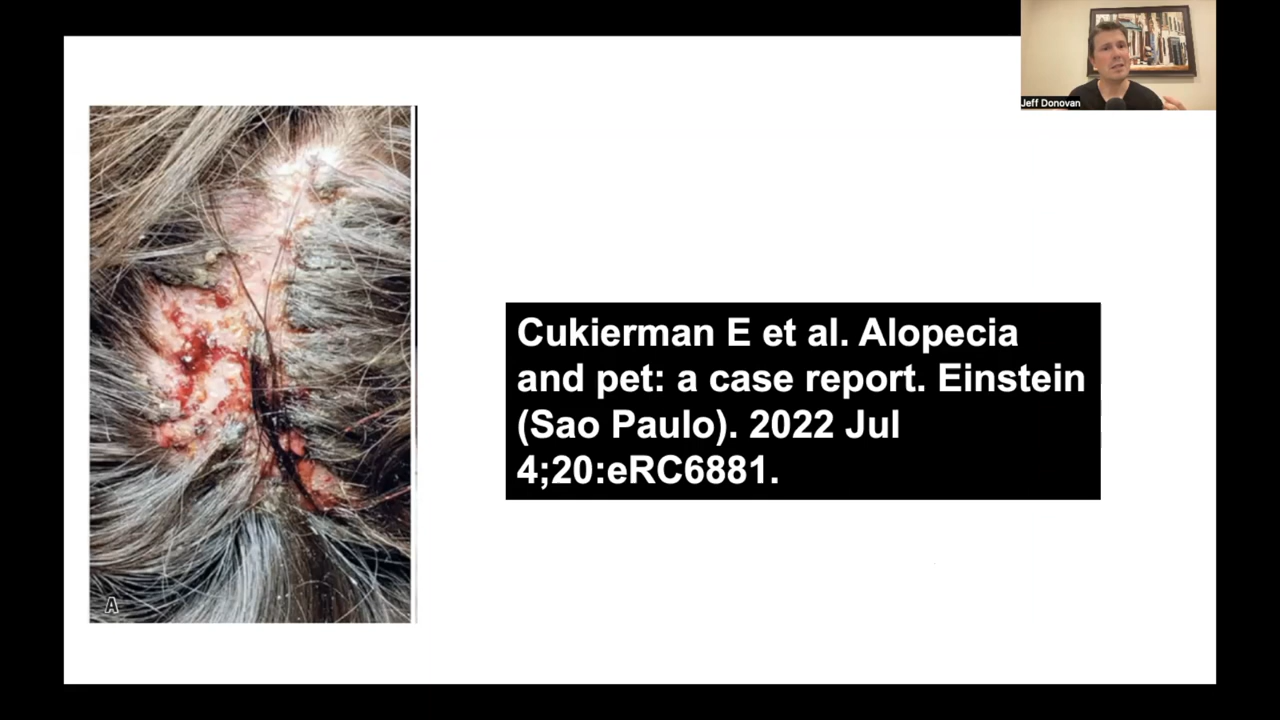 Jeff Donovan
Cukierman E et al. Alopecia
and pet: a case report. Einstein
(Sao Paulo). 2022 Jul
4;20:eRC6881.
A